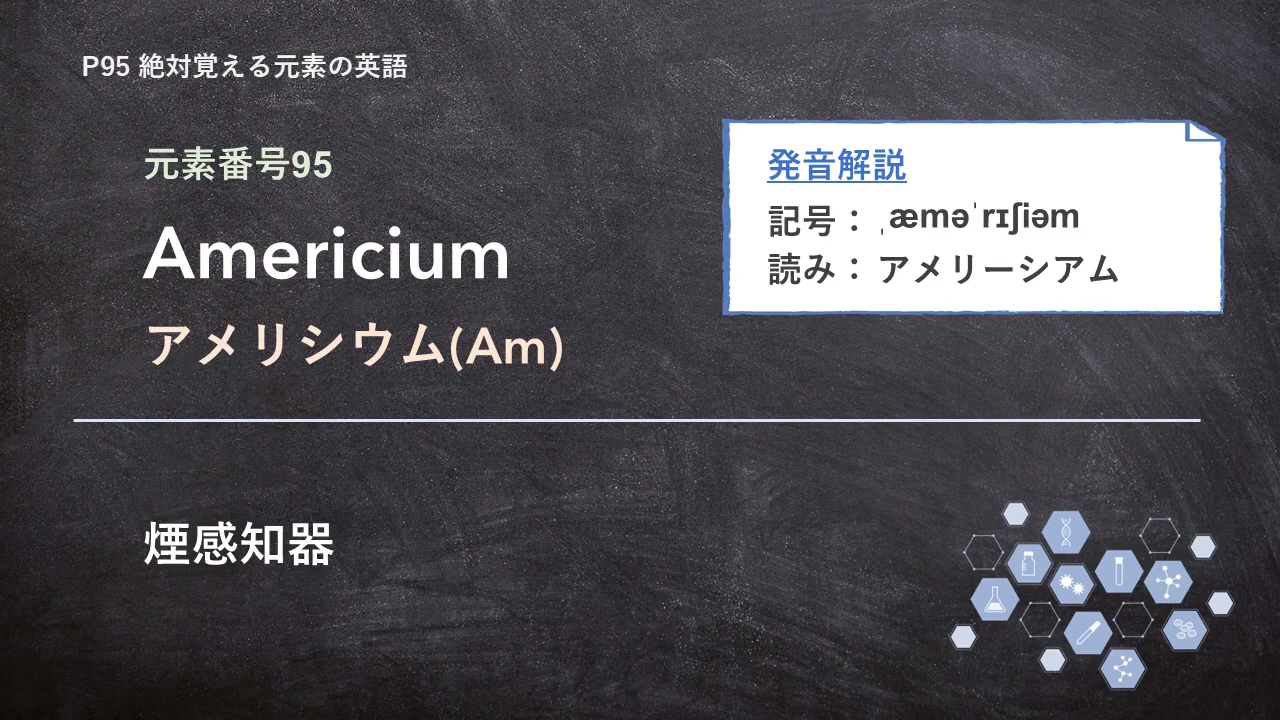 P95 絶対覚える元素の英語
元素番号95
Americium
アメリシウム(Am)
発音解説
記号：ˌæməˈrɪʃiəm
読み：アメリーシアム
煙感知器